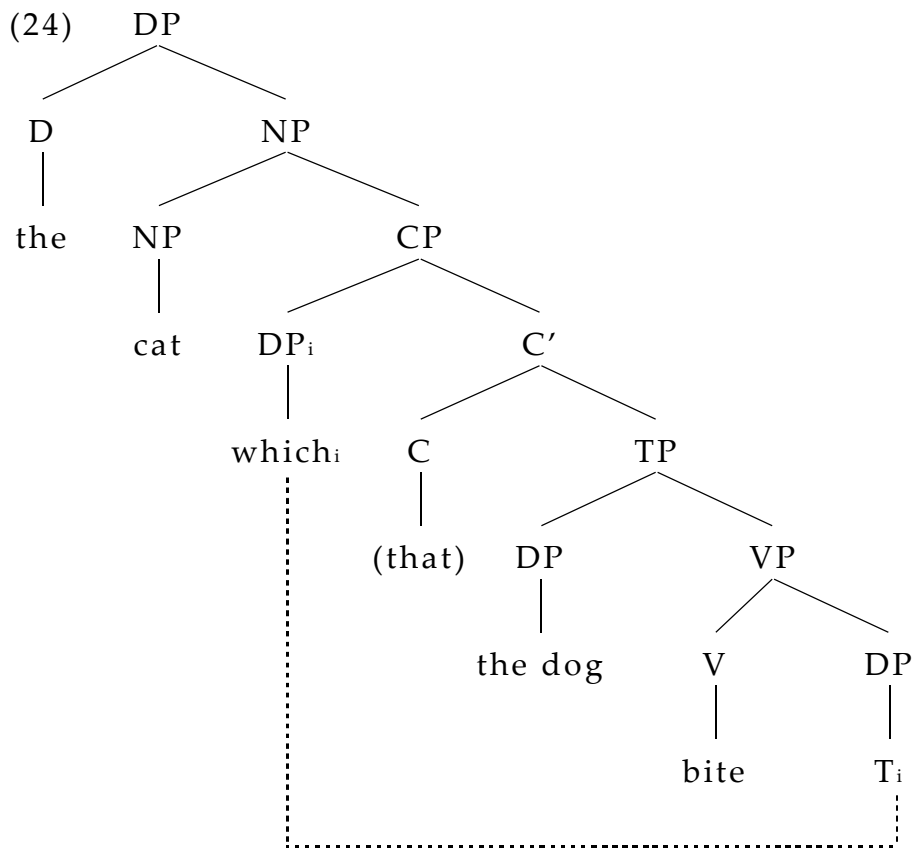 (24) DP
D NP
the NP CP
cat DPᵢ C’
whichᵢ C TP
(that) DP VP
the dog V DP
bite Tᵢ